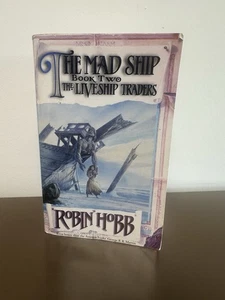 THE MAD SHIP
BOOK TWO
THE LIVESHIP TRADERS
ROBIN HOBB